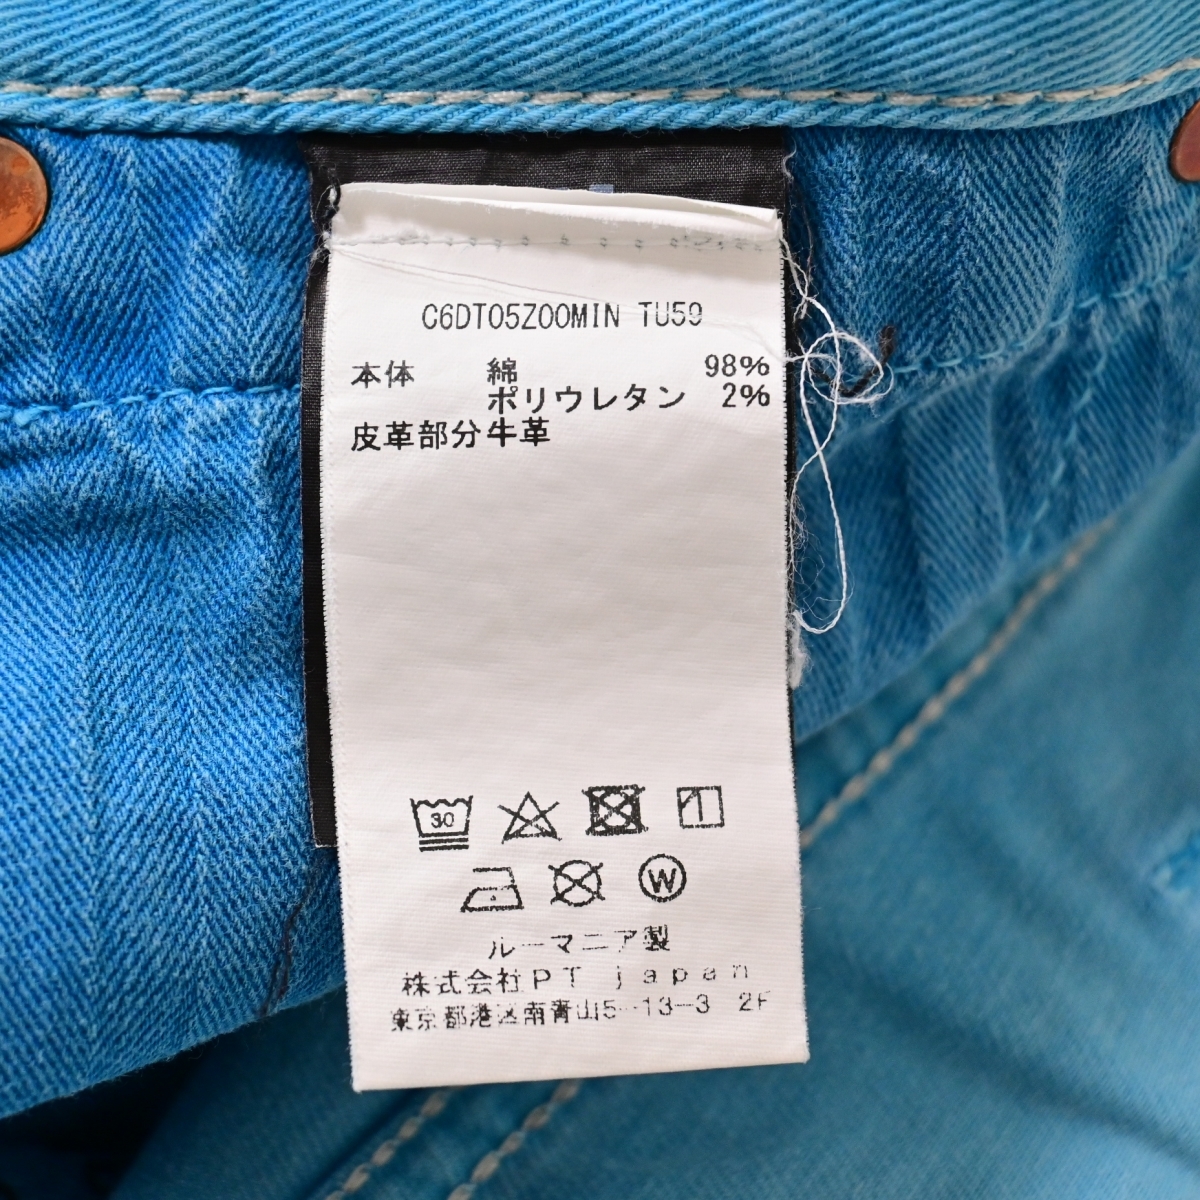 C6DT05Z00MIN TU59
本体 綿 98%
ポリウレタン 2%
皮革部分 牛革
30
W
ルーマニア製
株式会社PT japan
東京都港区南青山5-13-3 2F